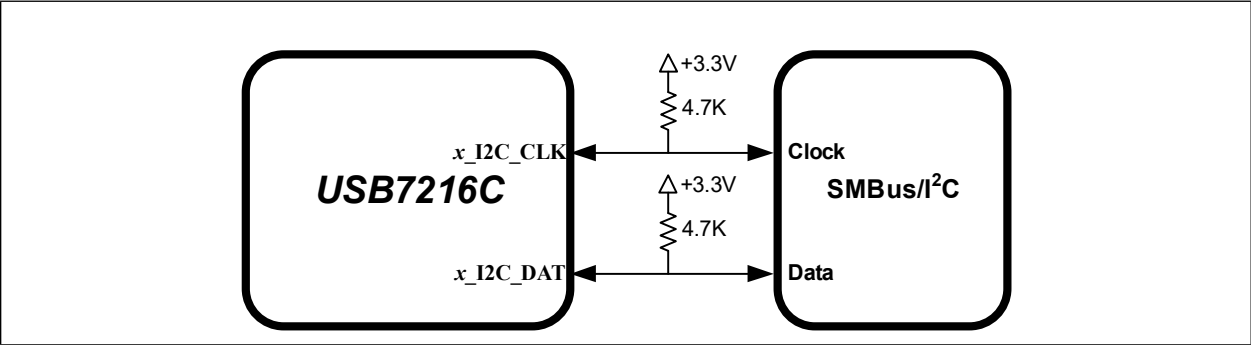 +3.3V
4.7K
x_I2C_CLK
Clock
USB7216C
+3.3V
SMBus/I²C
4.7K
x_I2C_DAT
Data